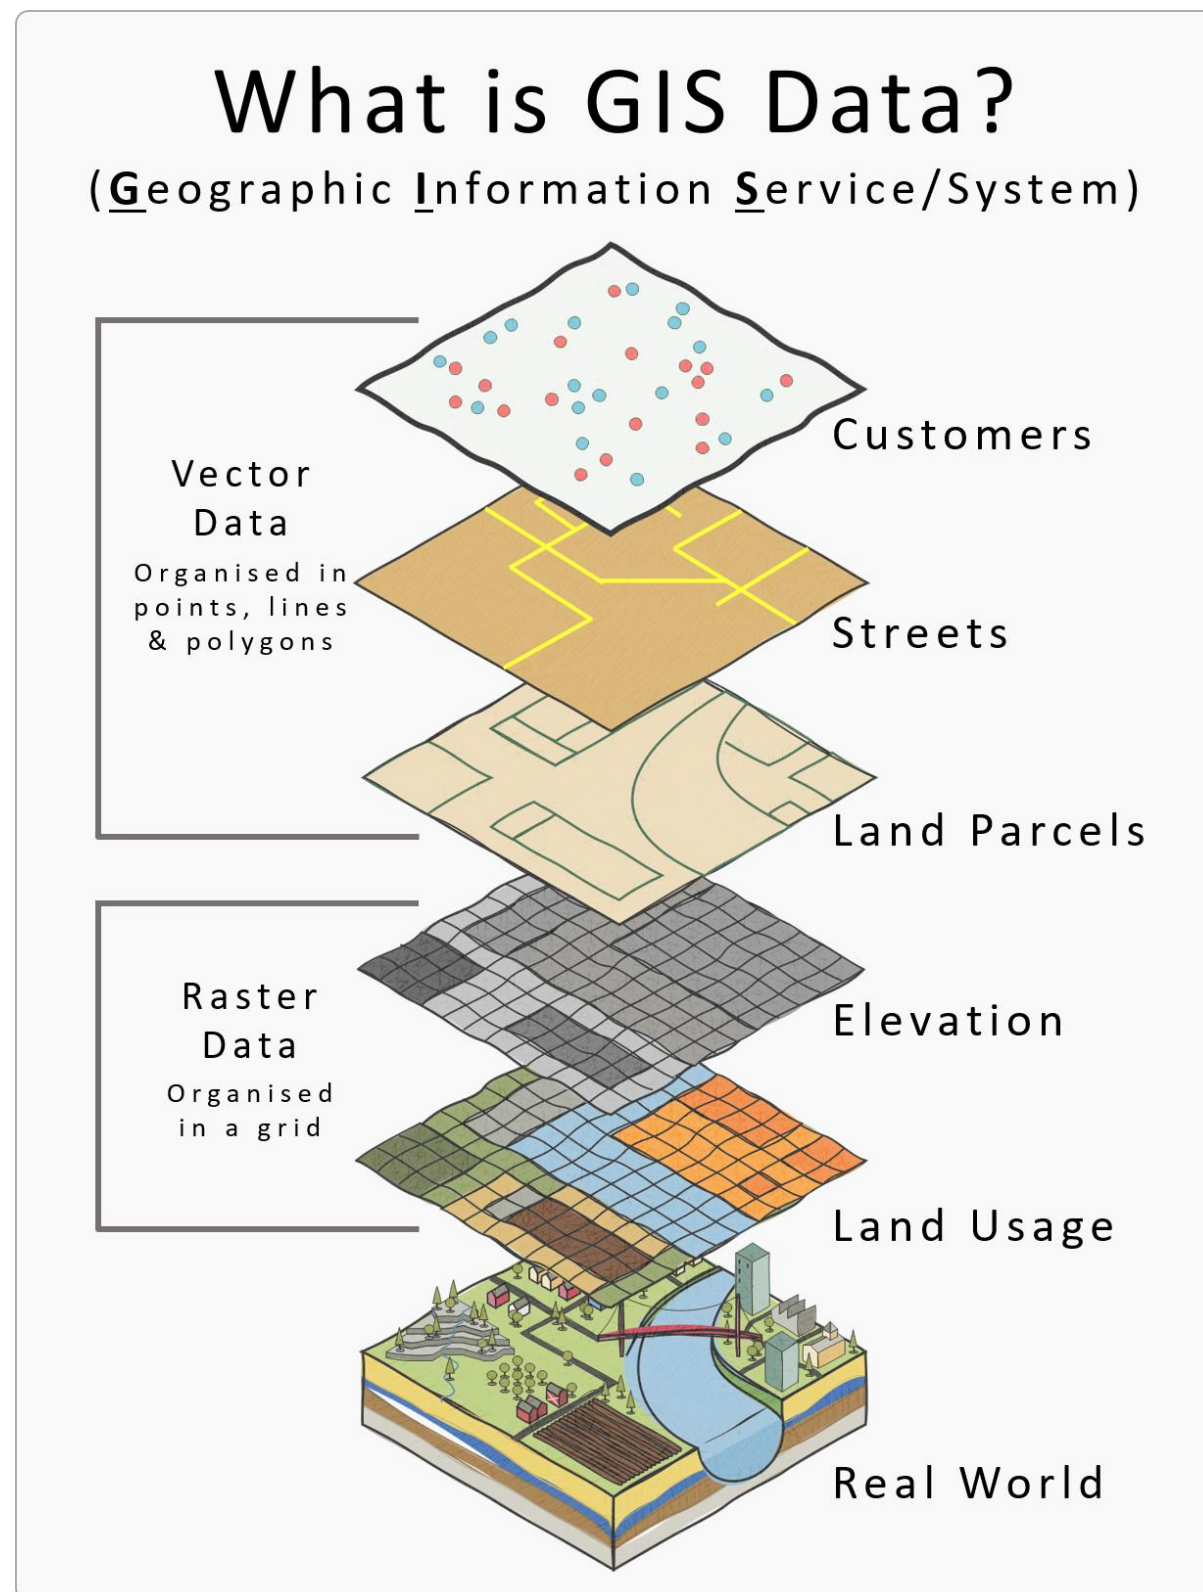 What is GIS Data?
(Geographic Information Service/System)
Customers
Vector
Data
Organised in
points, lines
& polygons
Streets
Land Parcels
Raster
Data
Organised
in a grid
Elevation
Land Usage
Real World